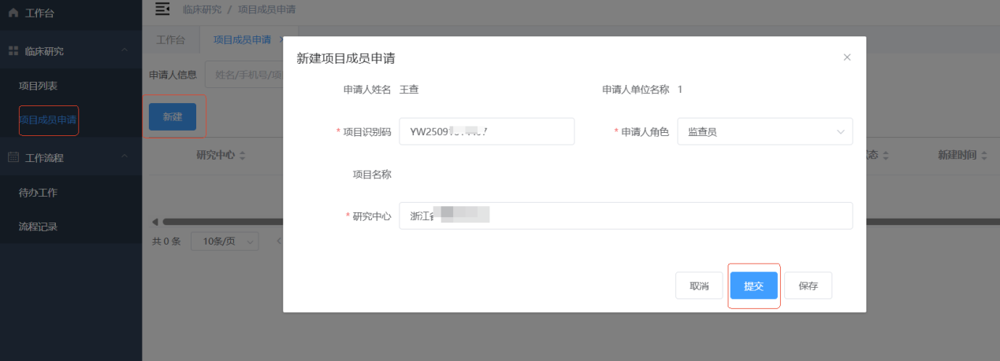 工作台
临床研究
项目列表
项目成员申请
工作流程
待办工作
流程记录
临床研究 / 项目成员申请
工作台
项目成员申请
申请人信息
姓名/手机号/项
新建
研究中心
态
新建时间
共 0 条
10条/页
新建项目成员申请
申请人姓名 王查
申请人单位名称 1
* 项目识别码 YW2509
* 申请人角色 监查员
项目名称
* 研究中心 浙江
取消
提交
保存